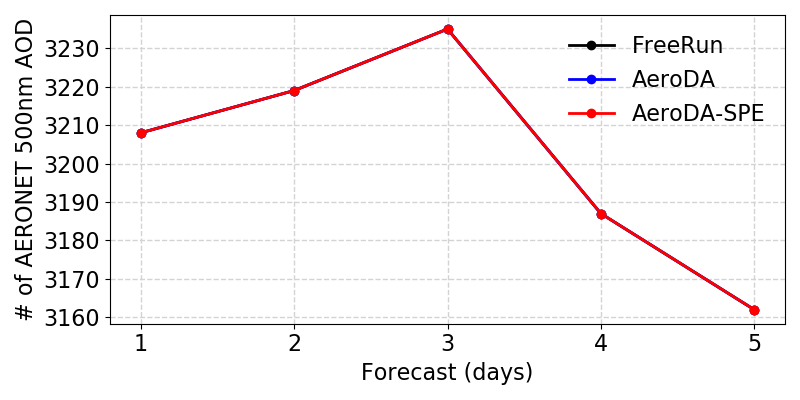 # of AERONET 500nm AOD
3230
3220
3210
3200
3190
3180
3170
3160
FreeRun
AeroDA
AeroDA-SPE
1 2 3 4 5
Forecast (days)